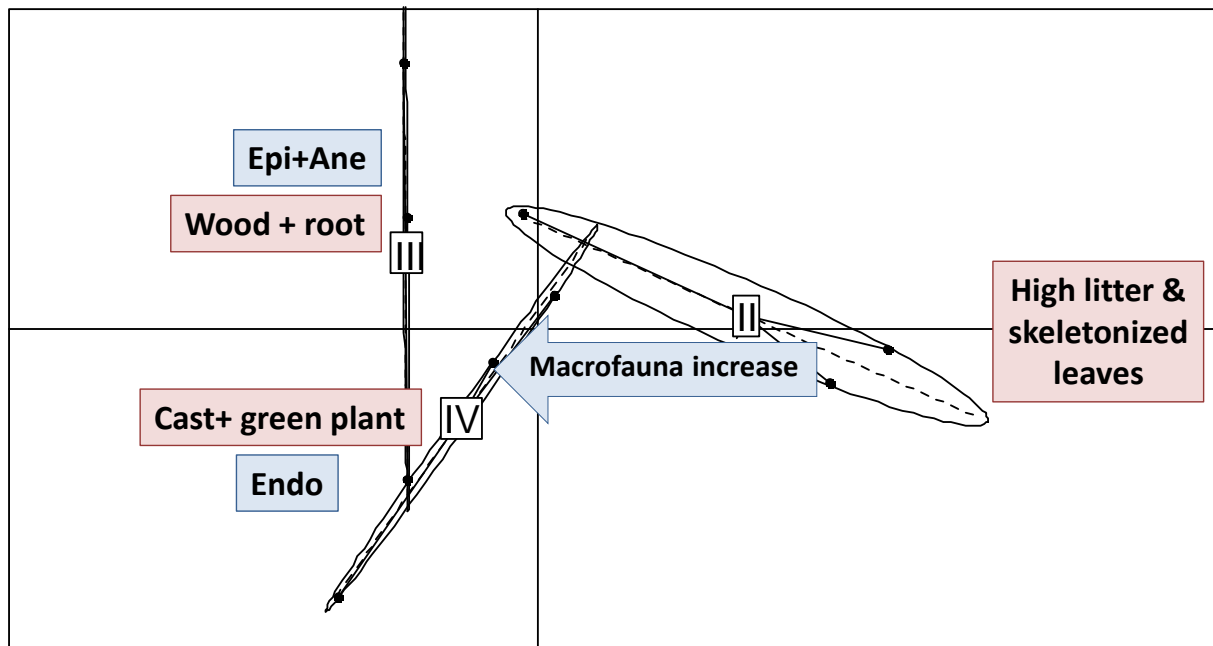 Epi+Ane
Wood + root
III
High litter &
skeletonized
leaves
II
Macrofauna increase
Cast+ green plant
IV
Endo